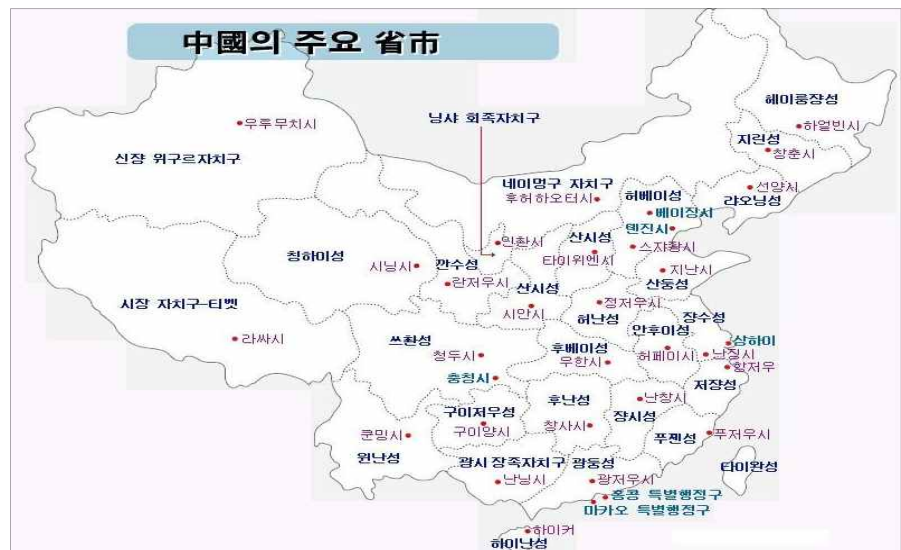 中國의 주요 省市
헤이룽쟝성
하얼빈시
닝샤 회족자치구
우루무치시
지린성
창춘시
신쟝 위구르자치구
네이멍구 자치구
후허하오터시
허베이성
선양시
랴오닝성
베이징시
톈진시
인촨시
산시성
스쟈좡시
칭하이성
시닝시
깐수성
타이위엔시
지난시
란저우시
산둥성
산시성
시장 자치구-티벳
시안시
정저우시
허난성
쟝수성
안후이성
라싸시
쓰촨성
상하이
후베이성
허페이시
난징시
청두시
우한시
항저우
충칭시
저쟝성
후난성
난창시
구이저우성
쟝시성
구이양시
창사시
쿤밍시
푸젠성
푸저우시
윈난성
광시 장족자치구
광둥성
타이완성
난닝시
광저우시
홍콩 특별행정구
마카오 특별행정구
하이커
하이난성